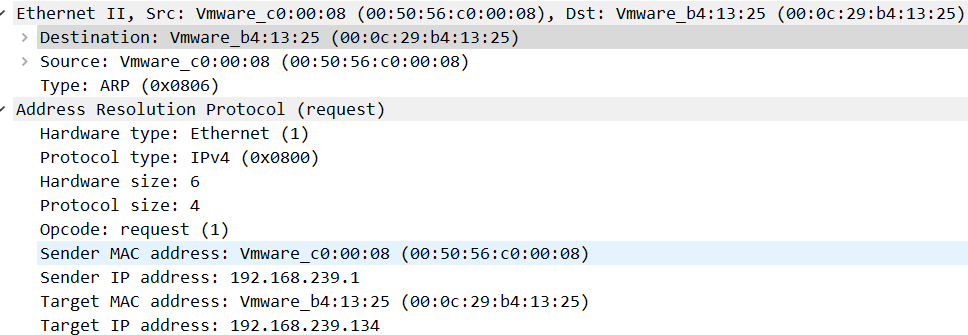 Ethernet II, Src: Vmware_c0:00:08 (00:50:56:c0:00:08), Dst: Vmware_b4:13:25 (00:0c:29:b4:13:25)
Destination: Vmware_b4:13:25 (00:0c:29:b4:13:25)
Source: Vmware_c0:00:08 (00:50:56:c0:00:08)
Type: ARP (0x0806)
Address Resolution Protocol (request)
Hardware type: Ethernet (1)
Protocol type: IPv4 (0x0800)
Hardware size: 6
Protocol size: 4
Opcode: request (1)
Sender MAC address: Vmware_c0:00:08 (00:50:56:c0:00:08)
Sender IP address: 192.168.239.1
Target MAC address: Vmware_b4:13:25 (00:0c:29:b4:13:25)
Target IP address: 192.168.239.134